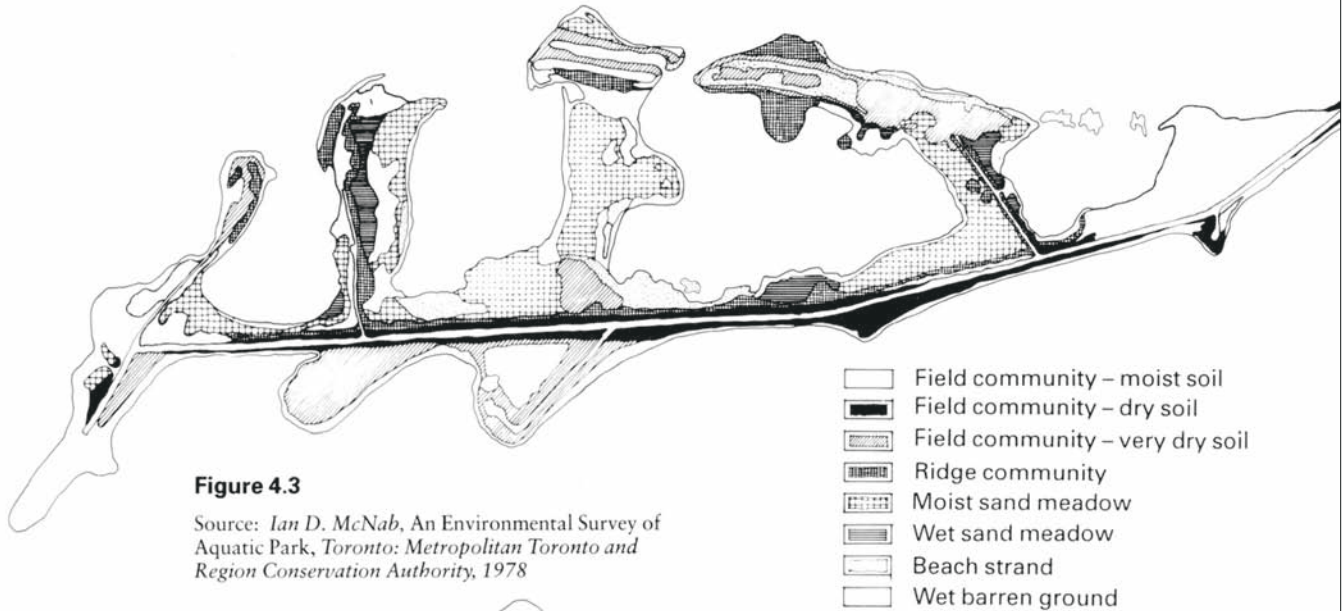 Figure 4.3
Source: Ian D. McNab, An Environmental Survey of
Aquatic Park, Toronto: Metropolitan Toronto and
Region Conservation Authority, 1978
Field community – moist soil
Field community – dry soil
Field community – very dry soil
Ridge community
Moist sand meadow
Wet sand meadow
Beach strand
Wet barren ground